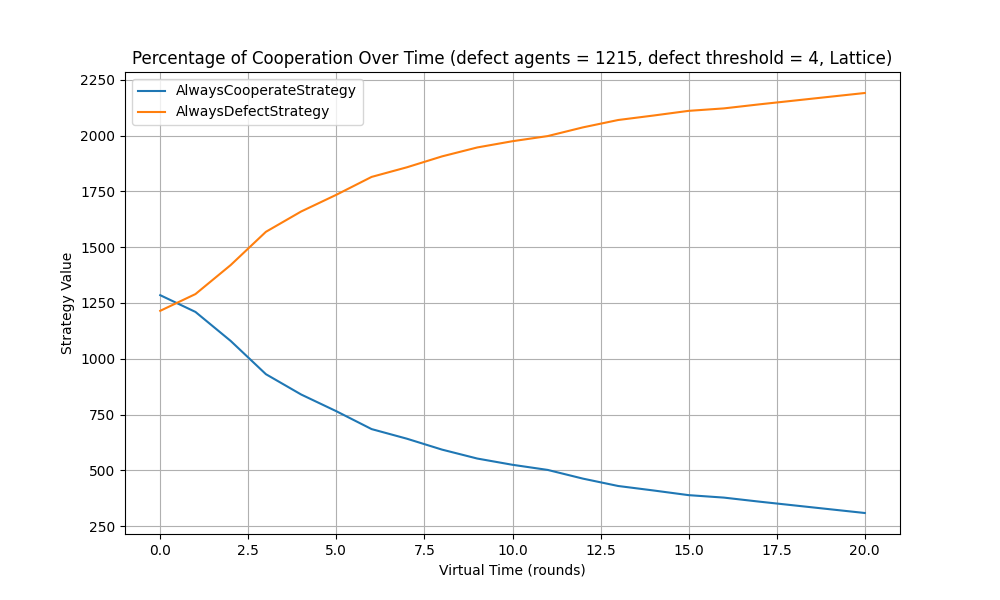 Percentage of Cooperation Over Time (defect agents = 1215, defect threshold = 4, Lattice)
AlwaysCooperateStrategy
AlwaysDefectStrategy
Strategy Value
2250
2000
1750
1500
1250
1000
750
500
250
0.0 2.5 5.0 7.5 10.0 12.5 15.0 17.5 20.0
Virtual Time (rounds)